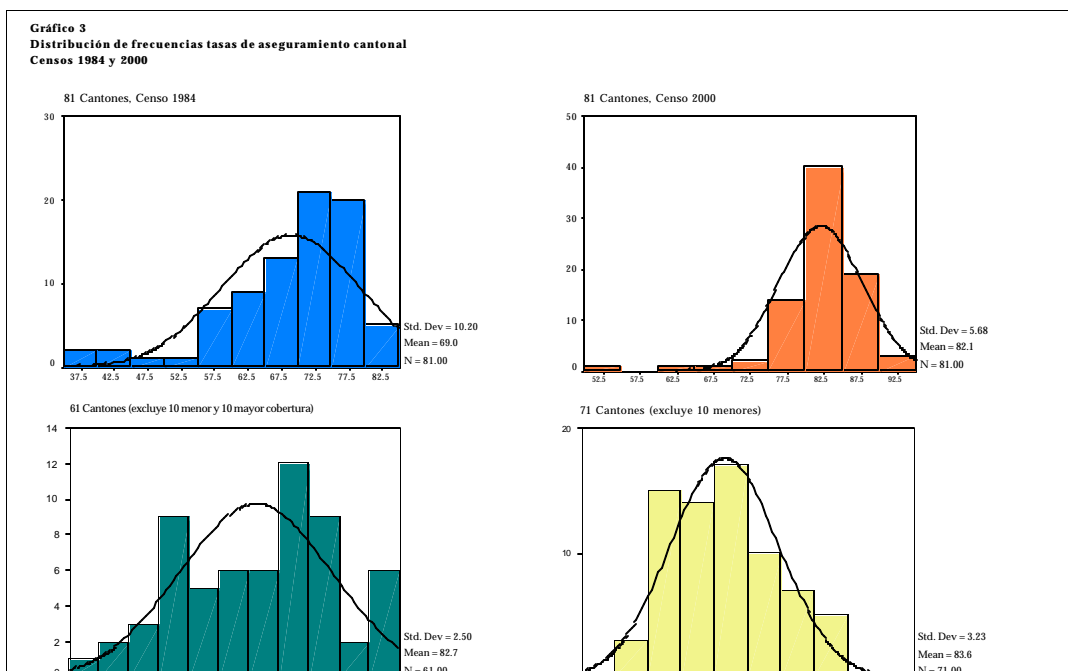 Gráfico 3
Distribución de frecuencias tasas de aseguramiento cantonal
Censos 1984 y 2000
81 Cantones, Censo 1984
30
20
10
0
37.5 42.5 47.5 52.5 57.5 62.5 67.5 72.5 77.5 82.5
Std. Dev = 10.20
Mean = 69.0
N = 81.00
81 Cantones, Censo 2000
50
40
30
20
10
0
52.5 57.5 62.5 67.5 72.5 77.5 82.5 87.5 92.5
Std. Dev = 5.68
Mean = 82.1
N = 81.00
61 Cantones (excluye 10 menor y 10 mayor cobertura)
14
12
10
8
6
4
2
0
Std. Dev = 2.50
Mean = 82.7
N = 61.00
71 Cantones (excluye 10 menores)
20
10
Std. Dev = 3.23
Mean = 83.6
N = 71.00